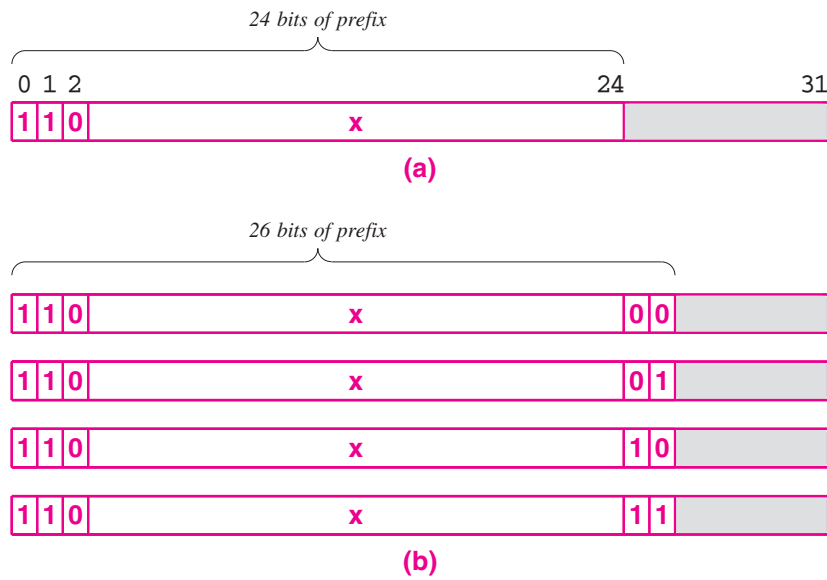 24 bits of prefix
0 1 2 24 31
1 1 0 x
(a)
26 bits of prefix
1 1 0 x 0 0
1 1 0 x 0 1
1 1 0 x 1 0
1 1 0 x 1 1
(b)